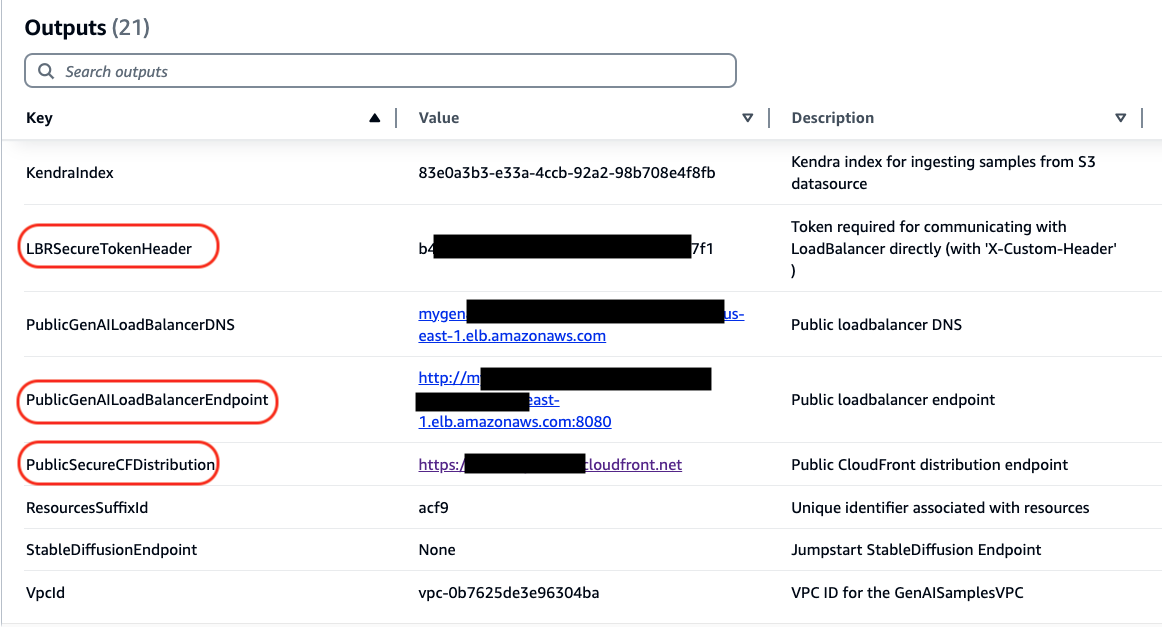 Outputs (21)
Search outputs
Key Value Description
KendraIndex 83e0a3b3-e33a-4ccb-92a2-98b708e4f8fb Kendra index for ingesting samples from S3
datasource
LBRSecureTokenHeader b4 7f1 Token required for communicating with
LoadBalancer directly (with 'X-Custom-Header'
)
PublicGenAILoadBalancerDNS mygen us-
east-1.elb.amazonaws.com Public loadbalancer DNS
PublicGenAILoadBalancerEndpoint http://m
east-
1.elb.amazonaws.com:8080 Public loadbalancer endpoint
PublicSecureCFDistribution https:/ cloudfront.net Public CloudFront distribution endpoint
ResourcesSuffixId acf9 Unique identifier associated with resources
StableDiffusionEndpoint None Jumpstart StableDiffusion Endpoint
VpcId vpc-0b7625de3e96304ba VPC ID for the GenAISamplesVPC